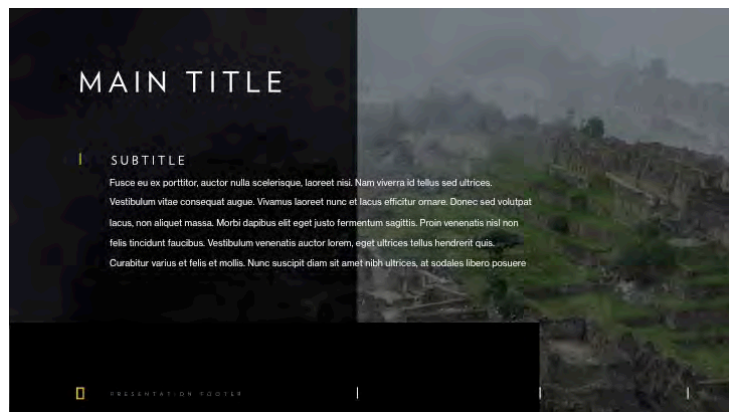 MAIN TITLE
SUBTITLE
Fusce eu ex porttitor, auctor nulla scelerisque, laoreet nisi. Nam viverra id tellus sed ultrices.
Vestibulum vitae consequat augue. Vivamus laoreet nunc et lacus efficitur ornare. Donec sed volutpat
lacus, non aliquet massa. Morbi dapibus elit eget justo fermentum sagittis. Proin venenatis nisl non
felis tincidunt faucibus. Vestibulum venenatis auctor lorem, eget ultrices tellus hendrerit quis.
Curabitur varius et felis et mollis. Nunc suscipit diam sit amet nibh ultrices, at sodales libero posuere
PRESENTATION FOOTER